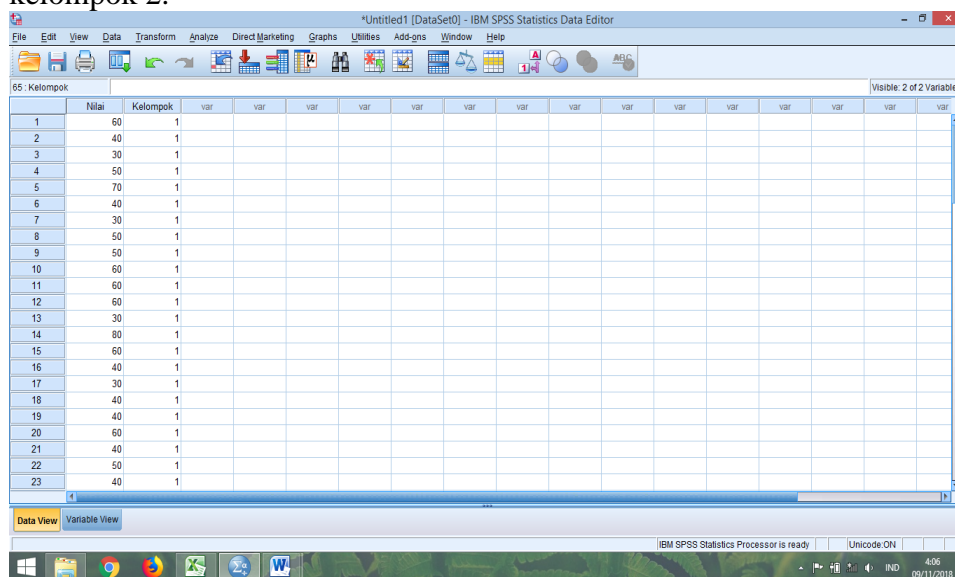 kelompok 2.
*Untitled1 [DataSet0] - IBM SPSS Statistics Data Editor
File Edit View Data Transform Analyze Direct Marketing Graphs Utilities Add-ons Window Help
65 : Kelompok Visible: 2 of 2 Variable
Nilai Kelompok var var var var var var var var var var var var var
1 60 1
2 40 1
3 30 1
4 50 1
5 70 1
6 40 1
7 30 1
8 50 1
9 50 1
10 60 1
11 60 1
12 60 1
13 30 1
14 80 1
15 60 1
16 40 1
17 30 1
18 40 1
19 40 1
20 60 1
21 40 1
22 50 1
23 40 1
Data View Variable View
IBM SPSS Statistics Processor is ready Unicode:ON
IND 4:06
09/11/2018